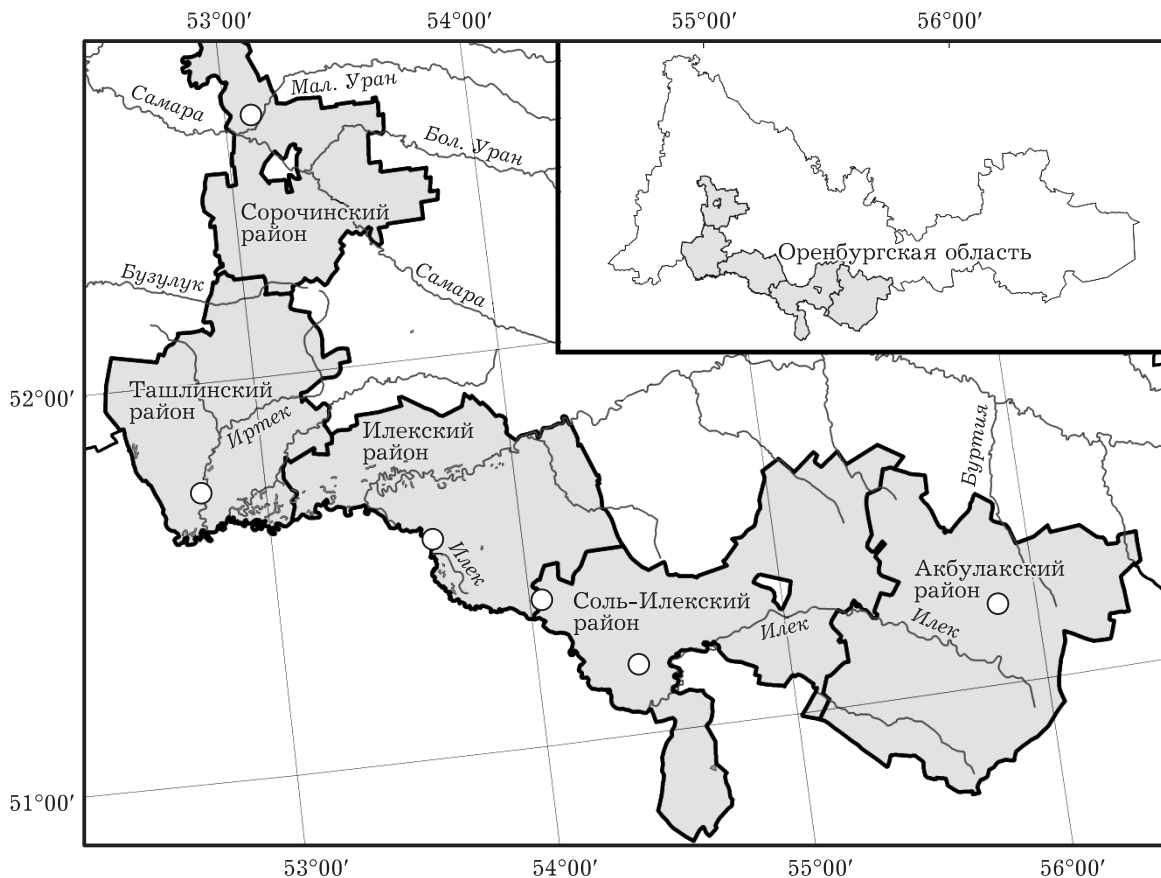 53°00′ 54°00′ 55°00′ 56°00′
Мал. Уран
Самара
Бол. Уран
Сорочинский
район
Оренбургская область
Бузулук
Самара
52°00′
Ташлинский
район
Иртек
Илекский
район
Буртия
Илек
Акбулакский
район
Соль-Илекский
район
Илек
Илек
51°00′
53°00′ 54°00′ 55°00′ 56°00′